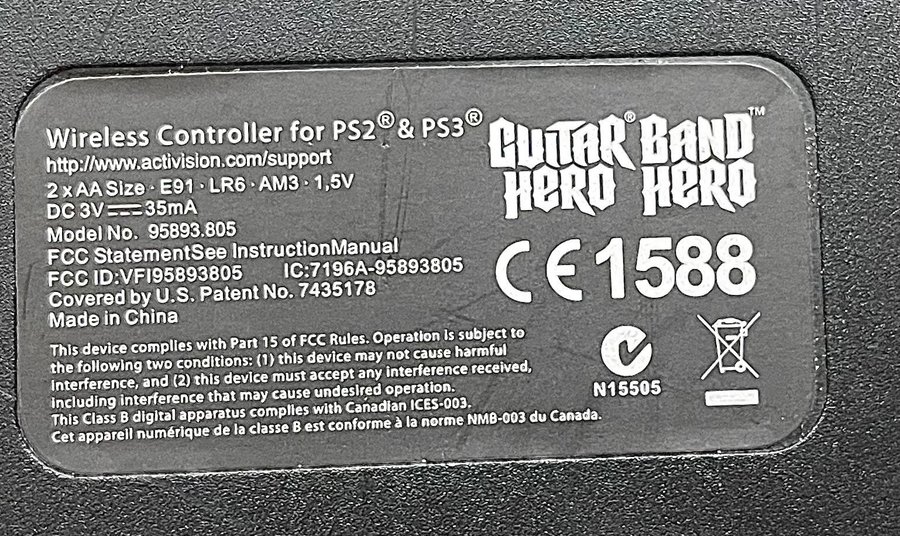 Wireless Controller for PS2® & PS3®
http://www.activision.com/support
2 x AA Size · E91 · LR6 · AM3 · 1,5V
DC 3V⎓35mA
Model No. 95893.805
FCC StatementSee InstructionManual
FCC ID:VFI95893805 IC:7196A-95893805
Covered by U.S. Patent No. 7435178
Made in China
This device complies with Part 15 of FCC Rules. Operation is subject to
the following two conditions: (1) this device may not cause harmful
interference, and (2) this device must accept any interference received,
including interference that may cause undesired operation.
This Class B digital apparatus complies with Canadian ICES-003.
Cet appareil numérique de la classe B est conforme à la norme NMB-003 du Canada.
GUITAR® BAND™
HERO HERO
CE1588
N15505